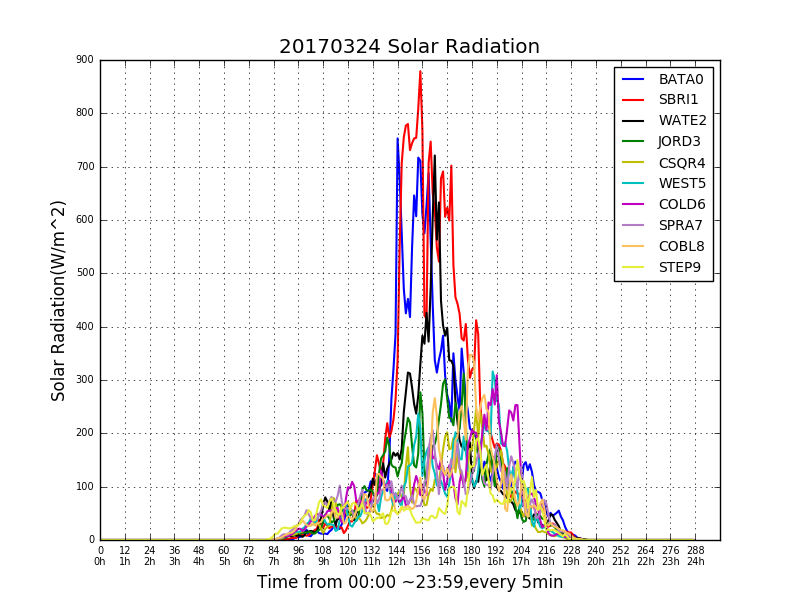 20170324 Solar Radiation
900
800
700
600
500
400
300
200
100
0
Solar Radiation(W/m^2)
BATA0
SBRI1
WATE2
JORD3
CSQR4
WEST5
COLD6
SPRA7
COBL8
STEP9
0 12 24 36 48 60 72 84 96 108 120 132 144 156 168 180 192 204 216 228 240 252 264 276 288
0h 1h 2h 3h 4h 5h 6h 7h 8h 9h 10h 11h 12h 13h 14h 15h 16h 17h 18h 19h 20h 21h 22h 23h 24h
Time from 00:00 ~23:59,every 5min